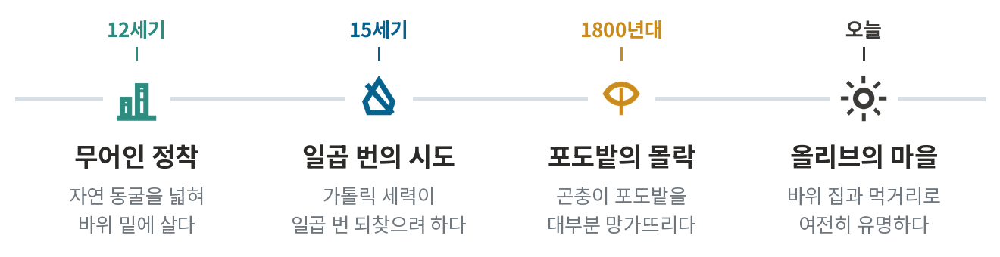 12세기
무어인 정착
자연 동굴을 넓혀
바위 밑에 살다
15세기
일곱 번의 시도
가톨릭 세력이
일곱 번 되찾으려 하다
1800년대
포도밭의 몰락
곤충이 포도밭을
대부분 망가뜨리다
오늘
올리브의 마을
바위 집과 먹거리로
여전히 유명하다